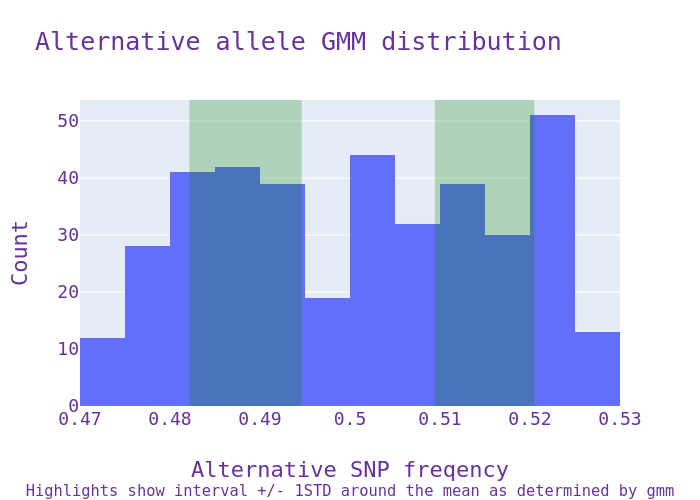 Alternative allele GMM distribution
50
40
30
20
10
0
Count
0.47 0.48 0.49 0.5 0.51 0.52 0.53
Alternative SNP freqency
Highlights show interval +/- 1STD around the mean as determined by gmm